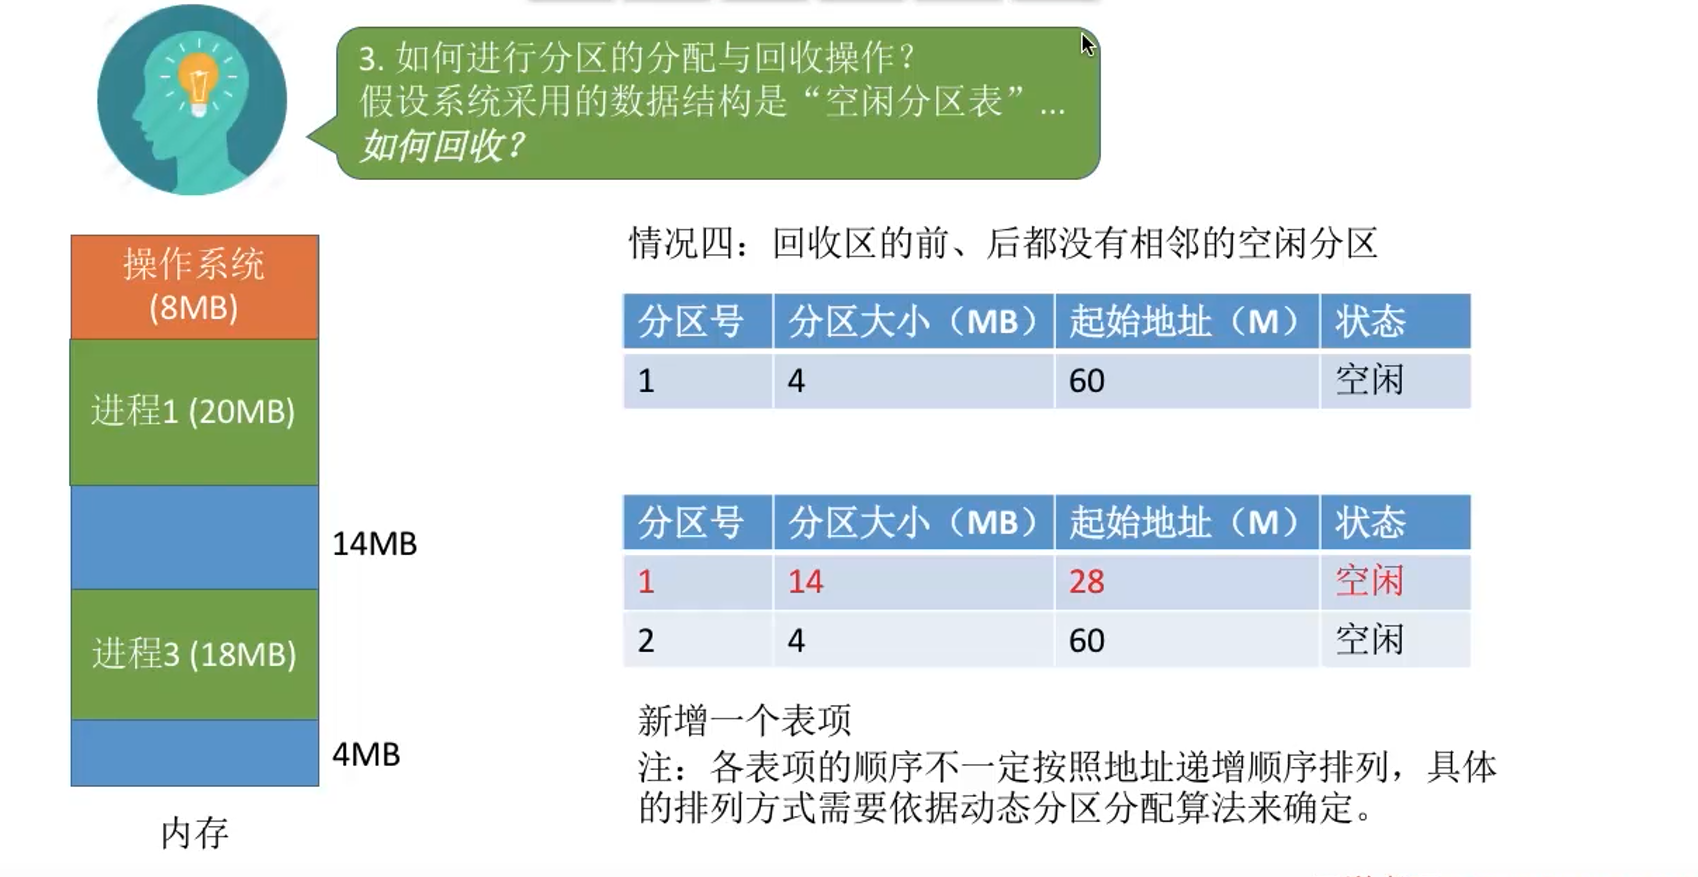 3. 如何进行分区的分配与回收操作？
假设系统采用的数据结构是“空闲分区表”...
如何回收？
操作系统
(8MB)
进程1 (20MB)
14MB
进程3 (18MB)
4MB
内存
情况四：回收区的前、后都没有相邻的空闲分区
分区号 分区大小（MB） 起始地址（M） 状态
1 4 60 空闲
分区号 分区大小（MB） 起始地址（M） 状态
1 14 28 空闲
2 4 60 空闲
新增一个表项
注：各表项的顺序不一定按照地址递增顺序排列，具体
的排列方式需要依据动态分区分配算法来确定。